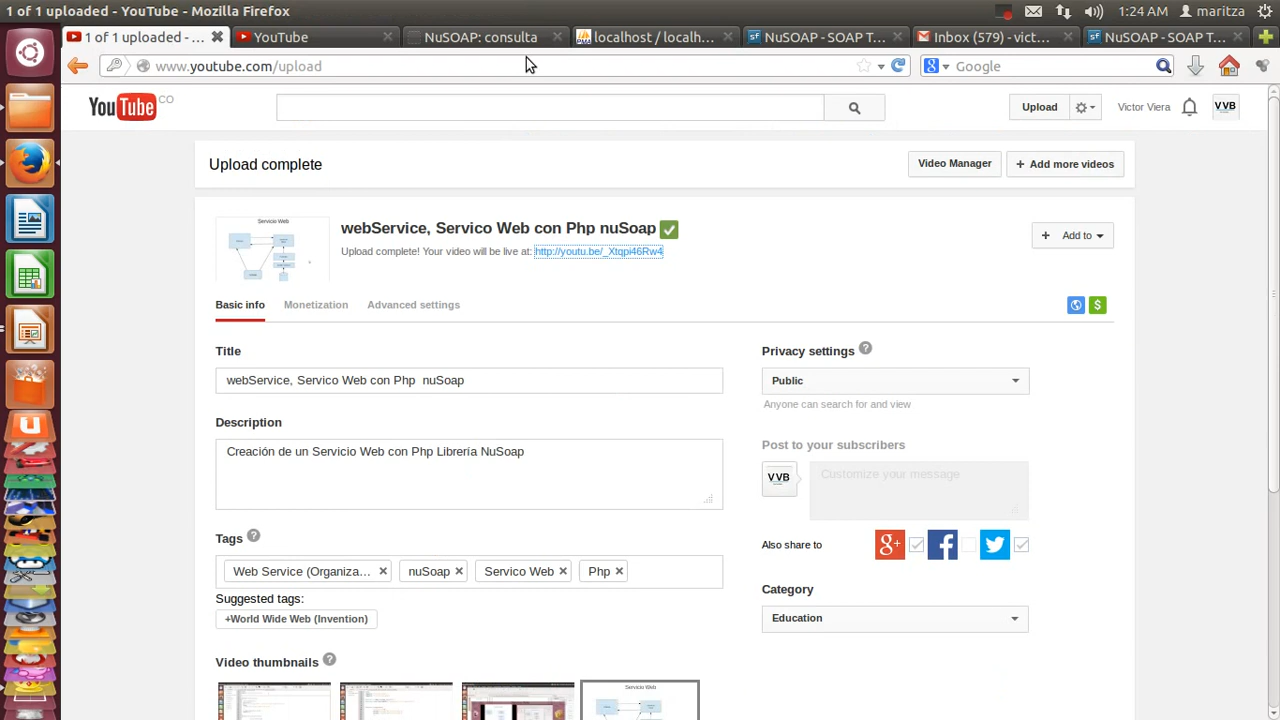 1 of 1 uploaded - YouTube - Mozilla Firefox
1:24 AM
maritza
1 of 1 uploaded - ...
YouTube
NuSOAP: consulta
localhost / localh...
NuSOAP - SOAP T...
Inbox (579) - vict...
NuSOAP - SOAP T...
www.youtube.com/upload
Google
YouTube CO
Upload
Victor Viera
VVB
Upload complete
Video Manager
+ Add more videos
Servicio Web
webService, Servico Web con Php nuSoap
Upload complete! Your video will be live at: http://youtu.be/_Xtqpi46Rw4
+ Add to
Basic info
Monetization
Advanced settings
$
Title
Privacy settings ?
webService, Servico Web con Php  nuSoap
Public
Anyone can search for and view
Description
Creación de un Servicio Web con Php Librería NuSoap
Post to your subscribers
VVB
Customize your message
Tags ?
Also share to
g+
f
Web Service (Organiza... ×
nuSoap ×
Servico Web ×
Php ×
Suggested tags:
+World Wide Web (Invention)
Category
Education
Video thumbnails ?
Servicio Web